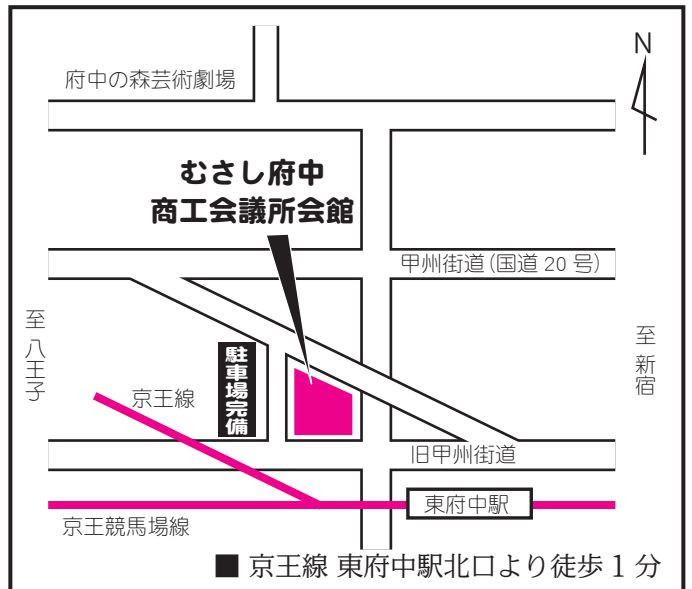 N
府中の森芸術劇場
むさし府中
商工会議所会館
甲州街道(国道 20 号)
至 八王子
至 新宿
駐車場完備
京王線
旧甲州街道
東府中駅
京王競馬場線
■ 京王線 東府中駅北口より徒歩 1 分